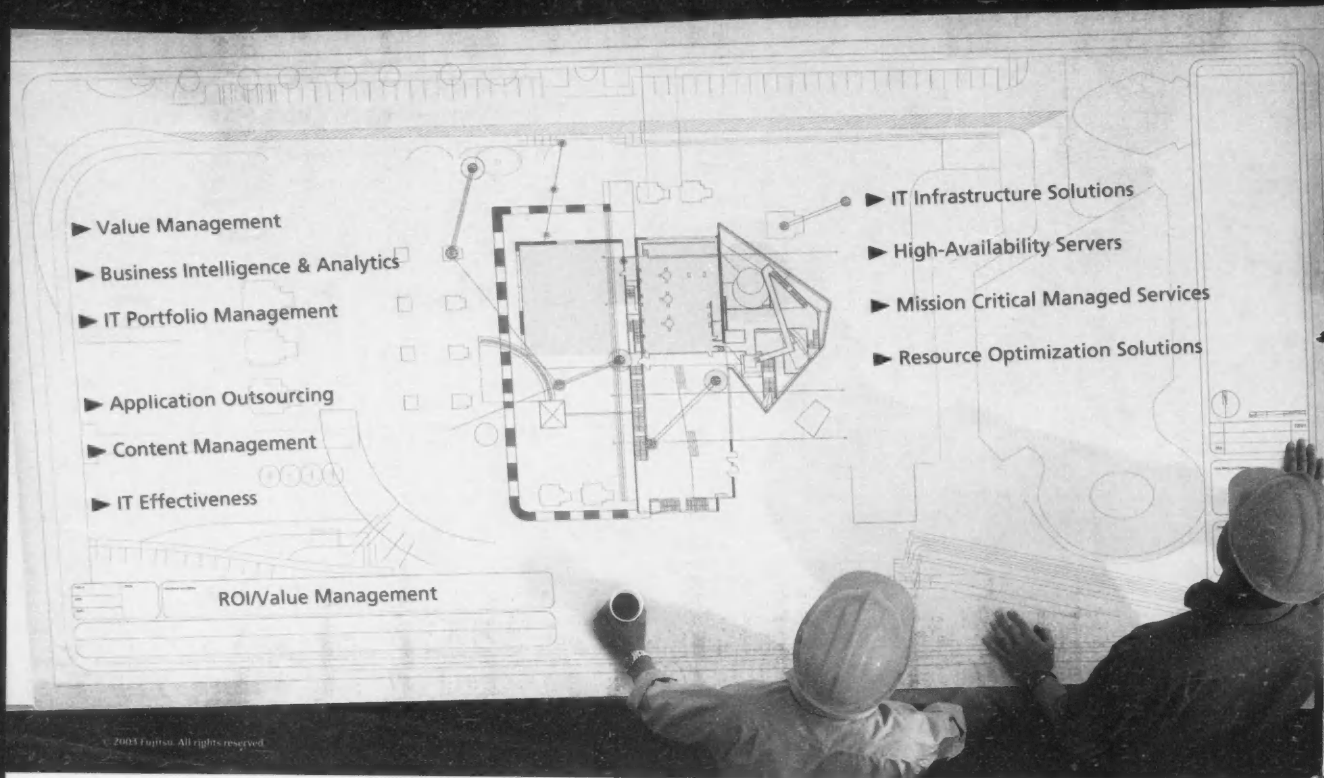 ► Value Management
► Business Intelligence & Analytics
► IT Portfolio Management
► Application Outsourcing
► Content Management
► IT Effectiveness
ROI/Value Management
► IT Infrastructure Solutions
► High-Availability Servers
► Mission Critical Managed Services
► Resource Optimization Solutions
© 2003 Fujitsu. All rights reserved.